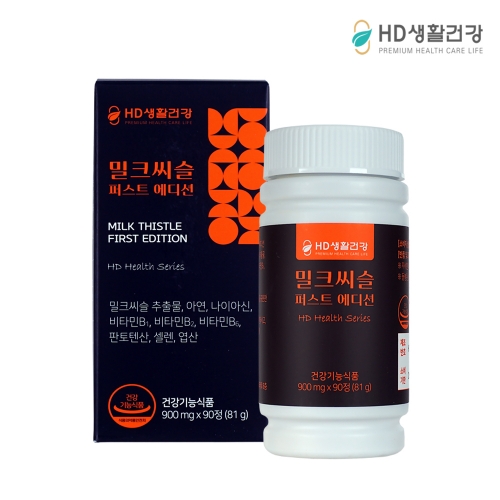 HD생활건강
PREMIUM HEALTH CARE LIFE
HD생활건강
PREMIUM HEALTH CARE LIFE
밀크씨슬
퍼스트 에디션
MILK THISTLE
FIRST EDITION
HD Health Series
밀크씨슬 추출물, 아연, 나이아신,
비타민B₁, 비타민B₂, 비타민B₆,
판토텐산, 셀렌, 엽산
건강
기능식품
건강기능식품
900 mg x 90정 (81 g)
HD생활건강
PREMIUM HEALTH CARE LIFE
밀크씨슬
퍼스트 에디션
HD Health Series
건강기능식품
900 mg x 90정 (81 g)